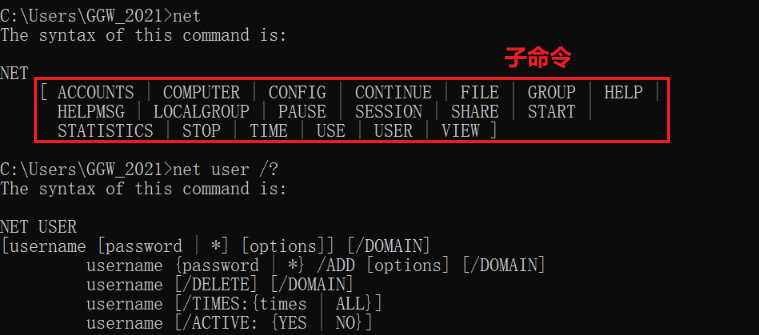 C:\Users\GGW_2021>net
The syntax of this command is:
子命令
NET
[ ACCOUNTS | COMPUTER | CONFIG | CONTINUE | FILE | GROUP | HELP |
HELPMSG | LOCALGROUP | PAUSE | SESSION | SHARE | START |
STATISTICS | STOP | TIME | USE | USER | VIEW ]
C:\Users\GGW_2021>net user /?
The syntax of this command is:
NET USER
[username [password | *] [options]] [/DOMAIN]
username {password | *} /ADD [options] [/DOMAIN]
username [/DELETE] [/DOMAIN]
username [/TIMES:{times | ALL}]
username [/ACTIVE: {YES | NO}]